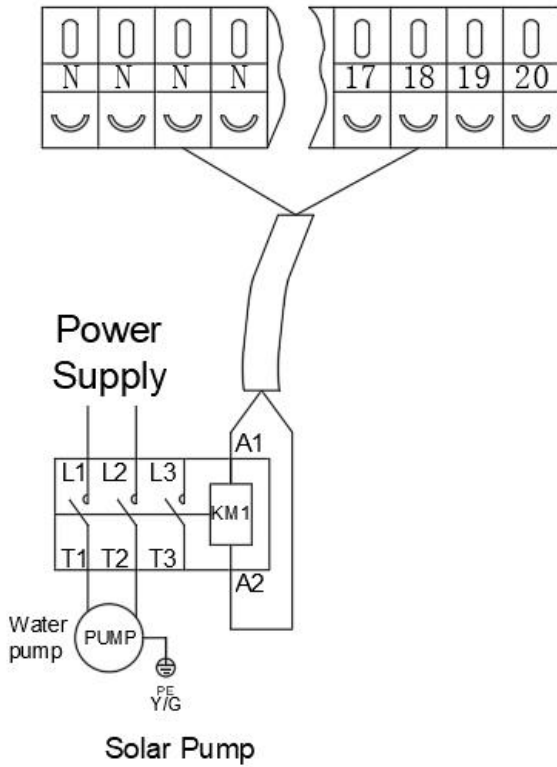 N N N N 17 18 19 20
Power
Supply
A1
L1 L2 L3
KM1
T1 T2 T3
A2
Water
pump
PUMP
PE
Y/G
Solar Pump